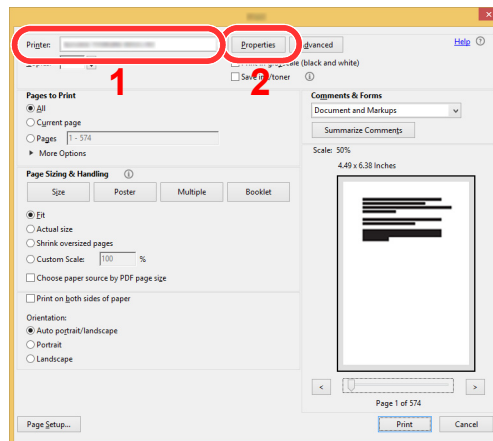 Printer:
Properties
Advanced
Help
(black and white)
1
2
Pages to Print
All
Current page
Pages
1 - 574
More Options
Comments & Forms
Document and Markups
Summarize Comments
Scale: 50%
4.49 x 6.38 Inches
Page Sizing & Handling
Size
Poster
Multiple
Booklet
Fit
Actual size
Shrink oversized pages
Custom Scale:
100
%
Choose paper source by PDF page size
Print on both sides of paper
Orientation:
Auto portrait/landscape
Portrait
Landscape
<
>
Page 1 of 574
Page Setup...
Print
Cancel